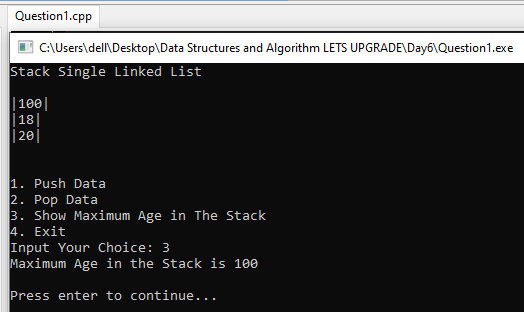 Question1.cpp
C:\Users\dell\Desktop\Data Structures and Algorithm LETS UPGRADE\Day6\Question1.exe
Stack Single Linked List
|100|
|18|
|20|
1. Push Data
2. Pop Data
3. Show Maximum Age in The Stack
4. Exit
Input Your Choice: 3
Maximum Age in the Stack is 100
Press enter to continue...